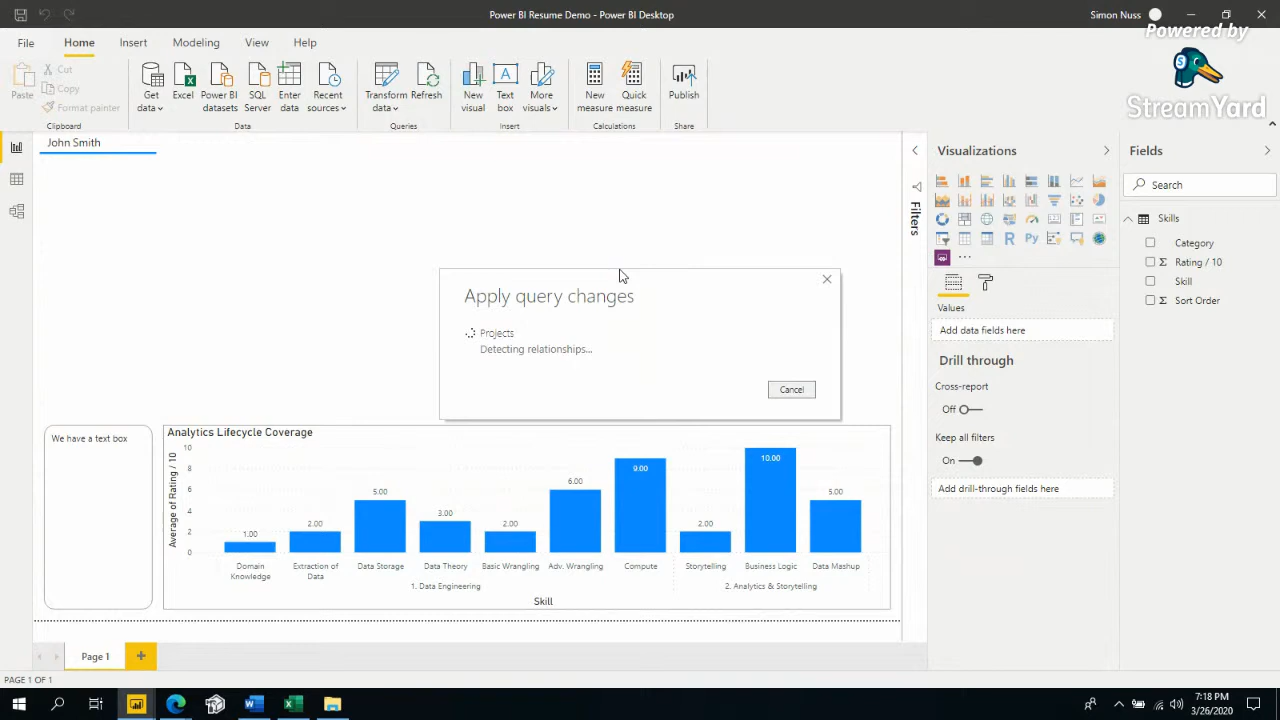 Power BI Resume Demo - Power BI Desktop
Simon Nuss
Powered by
StreamYard
File
Home
Insert
Modeling
View
Help
Paste
Cut
Copy
Format painter
Clipboard
Get data
Excel
Power BI datasets
SQL Server
Enter data
Recent sources
Data
Transform data
Refresh
Queries
New visual
Text box
More visuals
Insert
New measure
Quick measure
Calculations
Publish
Share
John Smith
Filters
Visualizations
R
Py
Values
Add data fields here
Drill through
Cross-report
Off
Keep all filters
On
Add drill-through fields here
Fields
Search
Skills
Category
Σ Rating / 10
Skill
Σ Sort Order
Apply query changes
Projects
Detecting relationships...
Cancel
We have a text box
Analytics Lifecycle Coverage
Average of Rating / 10
10
8
6
4
2
0
1.00
2.00
5.00
3.00
2.00
6.00
9.00
2.00
10.00
5.00
Domain Knowledge
Extraction of Data
Data Storage
Data Theory
Basic Wrangling
Adv. Wrangling
Compute
Storytelling
Business Logic
Data Mashup
1. Data Engineering
2. Analytics & Storytelling
Skill
Page 1
PAGE 1 OF 1
7:18 PM
3/26/2020